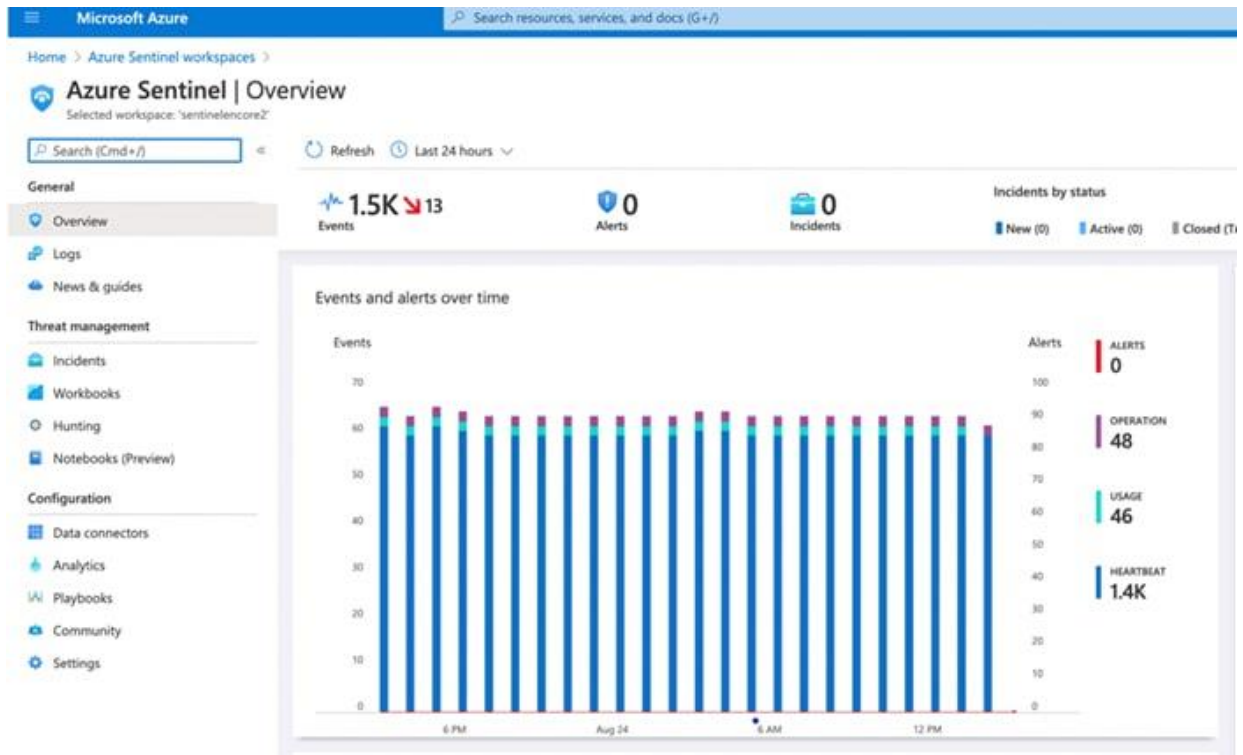 Microsoft Azure
Search resources, services, and docs (G+/)
Home > Azure Sentinel workspaces >
Azure Sentinel | Overview
Selected workspace: 'sentinelencore2'
Search (Cmd+/)
«
Refresh
Last 24 hours
General
Overview
Logs
News & guides
Threat management
Incidents
Workbooks
Hunting
Notebooks (Preview)
Configuration
Data connectors
Analytics
Playbooks
Community
Settings
1.5K 13
Events
0
Alerts
0
Incidents
Incidents by status
New (0) Active (0) Closed
Events and alerts over time
Events
70
60
50
40
30
20
10
0
6 PM Aug 24 6 AM 12 PM
Alerts
100
90
80
70
60
50
40
30
20
10
0
ALERTS
0
OPERATION
48
USAGE
46
HEARTBEAT
1.4K